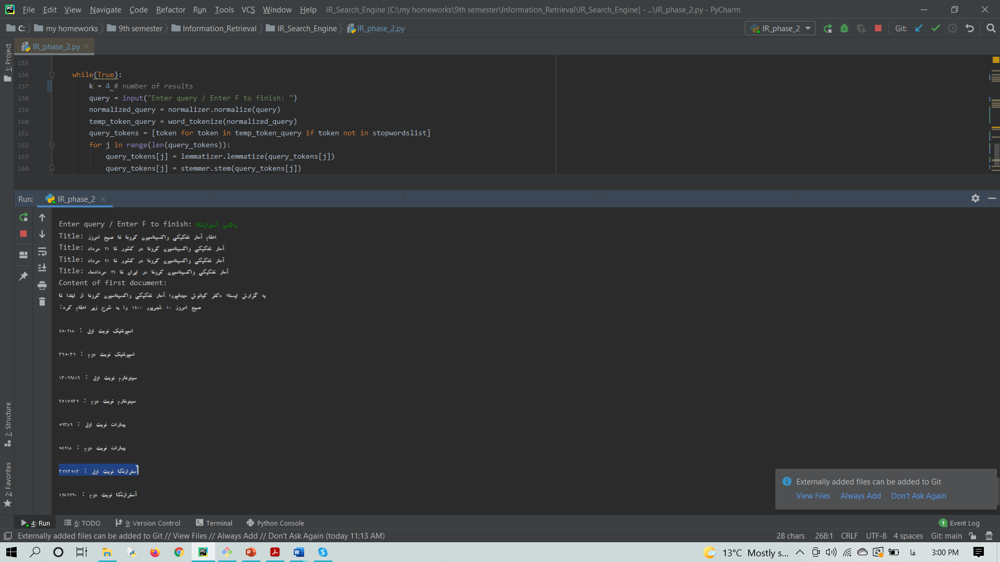 File Edit View Navigate Code Refactor Run Tools VCS Window Help IR_Search_Engine [C:\my homeworks\9th semester\Information_Retrieval\IR_Search_Engine] - ...\IR_phase_2.py - PyCharm
C: my homeworks 9th semester Information_Retrieval IR_Search_Engine IR_phase_2.py IR_phase_2 Git:
1: Project
IR_phase_2.py
155
156 while(True):
157 k = 4 # number of results
158 query = input("Enter query / Enter F to finish: ")
159 normalized_query = normalizer.normalize(query)
160 temp_token_query = word_tokenize(normalized_query)
161 query_tokens = [token for token in temp_token_query if token not in stopwordslist]
162 for j in range(len(query_tokens)):
163 query_tokens[j] = lemmatizer.lemmatize(query_tokens[j])
164 query_tokens[j] = stemmer.stem(query_tokens[j])
Run: IR_phase_2
Enter query / Enter F to finish: واکسن آسترازنکا
Title: اعلام آمار تفکیکی واکسیناسیون کرونا تا صبح امروز
Title: آمار تفکیکی واکسیناسیون کرونا در کشور تا ۲۱ مرداد
Title: آمار تفکیکی واکسیناسیون کرونا در کشور تا ۲۱ مرداد
Title: آمار تفکیکی واکسیناسیون کرونا در ایران تا ۲۶ مردادماه
Content of first document:
به گزارش ایسنا؛ دکتر کیانوش جهانپور؛ آمار تفکیکی واکسیناسیون کرونا از ابتدا تا
صبح امروز ۱۰ شهریور ۱۴۰۰ را به شرح زیر اعلام کرد:
اسپوتنیک نوبت اول : ۴۵۰۲۱۸
اسپوتنیک نوبت دوم : ۳۶۵۰۳۲
سینوفارم نوبت اول : ۱۳۰۹۹۸۱۶
سینوفارم نوبت دوم : ۶۷۱۷۵۳۲
بهارات نوبت اول : ۵۹۳۸۹
بهارات نوبت دوم : ۵۴۲۱۸
آسترازنکا نوبت اول : ۳۲۷۳۵۱۳
آسترازنکا نوبت دوم : ۱۲۸۹۲۹۰
7: Structure
2: Favorites
Externally added files can be added to Git
View Files Always Add Don't Ask Again
4: Run 6: TODO 9: Version Control Terminal Python Console 1 Event Log
Externally added files can be added to Git // View Files // Always Add // Don't Ask Again (today 11:13 AM) 28 chars 268:1 CRLF UTF-8 4 spaces Git: main
13°C Mostly s... فا 3:00 PM